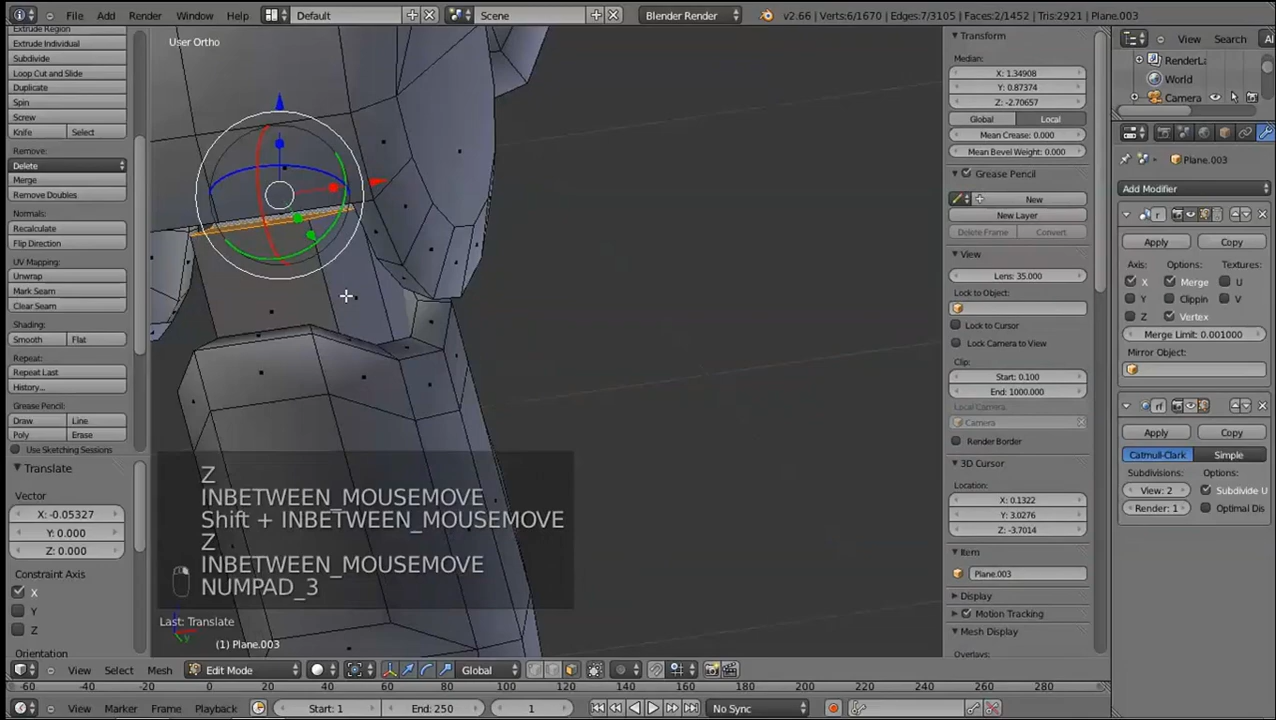 File Add Render Window Help Default Scene Blender Render v2.66 | Verts:6/1670 | Edges:7/3105 | Faces:2/1452 | Tris:2921 | Plane.003
Extrude Region
Extrude Individual
Subdivide
Loop Cut and Slide
Duplicate
Spin
Screw
Knife Select
Remove:
Delete
Merge
Remove Doubles
Normals:
Recalculate
Flip Direction
UV Mapping:
Unwrap
Mark Seam
Clear Seam
Shading:
Smooth Flat
Repeat:
Repeat Last
History...
Grease Pencil:
Draw Line
Poly Erase
Use Sketching Sessions
Translate
Vector
X: -0.05327
Y: 0.000
Z: 0.000
Constraint Axis
X
Y
Z
Orientation
User Ortho
Z
INBETWEEN_MOUSEMOVE
Shift + INBETWEEN_MOUSEMOVE
Z
INBETWEEN_MOUSEMOVE
NUMPAD_3
Last: Translate
(1) Plane.003
Transform
Median:
X: 1.34908
Y: 0.87374
Z: -2.70657
Global Local
Mean Crease: 0.000
Mean Bevel Weight: 0.000
Grease Pencil
New
New Layer
Delete Frame Convert
View
Lens: 35.000
Lock to Object:
Lock to Cursor
Lock Camera to View
Clip:
Start: 0.100
End: 1000.000
Local Camera:
Camera
Render Border
3D Cursor
Location:
X: 0.1322
Y: 3.0276
Z: -3.7014
Item
Plane.003
Display
Motion Tracking
Mesh Display
Overlays:
View Search Al
RenderLa
World
Camera
Plane.003
Add Modifier
Apply Copy
Axis: Options: Textures:
X Merge U
Y Clippin V
Z Vertex
Merge Limit: 0.001000
Mirror Object:
Apply Copy
Catmull-Clark Simple
Subdivisions: Options:
View: 2 Subdivide U
Render: 1 Optimal Dis
View Select Mesh Edit Mode Global
-60 -40 -20 0 20 40 60 80 100 120 140 160 180 200 220 240 260 280
View Marker Frame Playback Start: 1 End: 250 1 No Sync